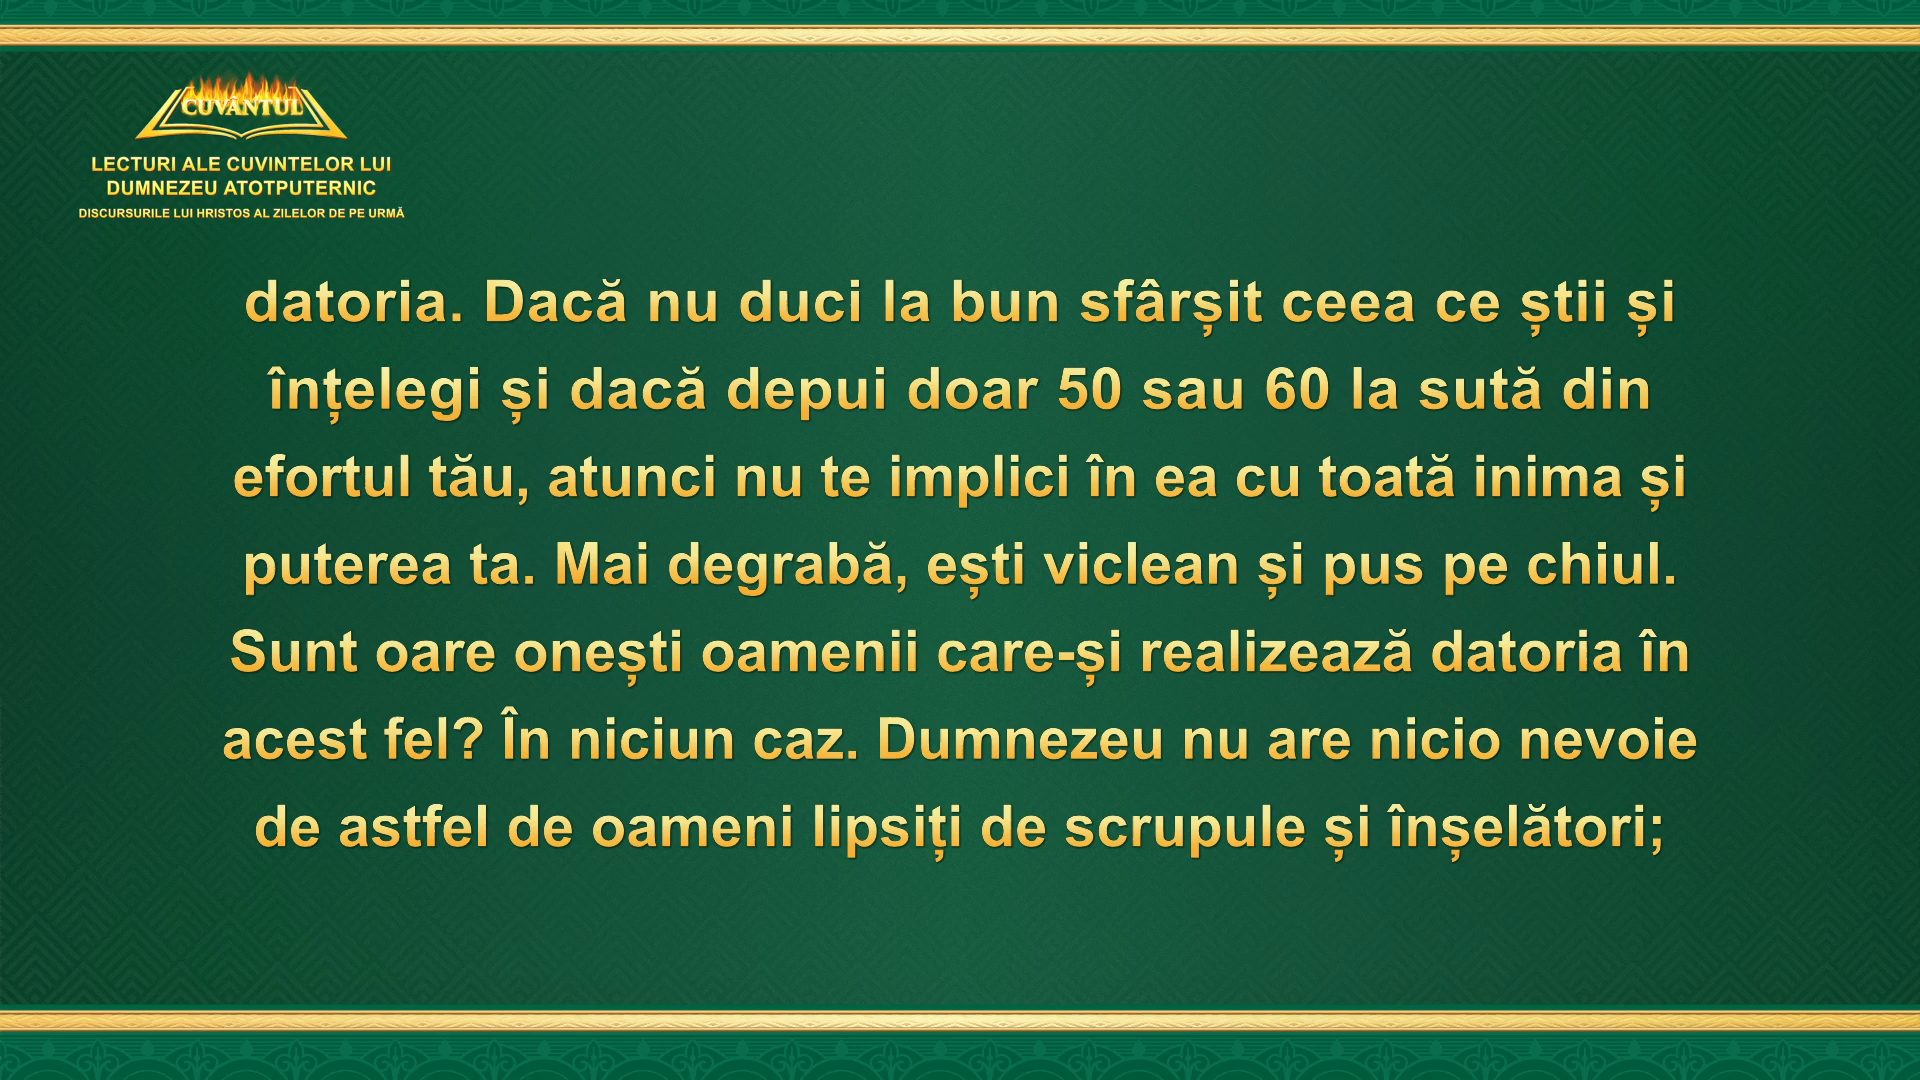 CUVÂNTUL
LECTURI ALE CUVINTELOR LUI
DUMNEZEU ATOTPUTERNIC
DISCURSURILE LUI HRISTOS AL ZILELOR DE PE URMĂ
datoria. Dacă nu duci la bun sfârșit ceea ce știi și
înțelegi și dacă depui doar 50 sau 60 la sută din
efortul tău, atunci nu te implici în ea cu toată inima și
puterea ta. Mai degrabă, ești viclean și pus pe chiul.
Sunt oare onești oamenii care-și realizează datoria în
acest fel? În niciun caz. Dumnezeu nu are nicio nevoie
de astfel de oameni lipsiți de scrupule și înșelători;